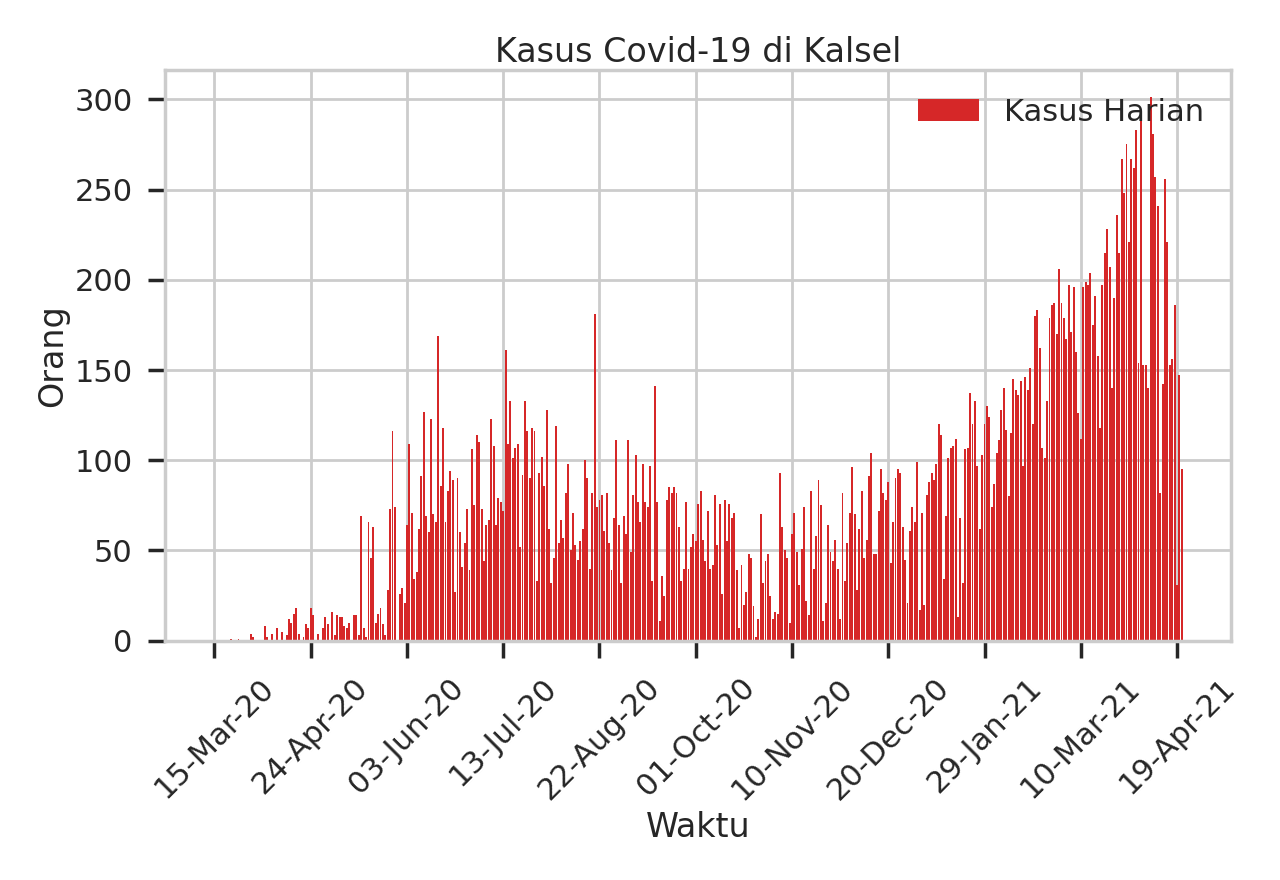 Kasus Covid-19 di Kalsel
Kasus Harian
300
250
200
150
100
50
0
Orang
15-Mar-20
24-Apr-20
03-Jun-20
13-Jul-20
22-Aug-20
01-Oct-20
10-Nov-20
20-Dec-20
29-Jan-21
10-Mar-21
19-Apr-21
Waktu